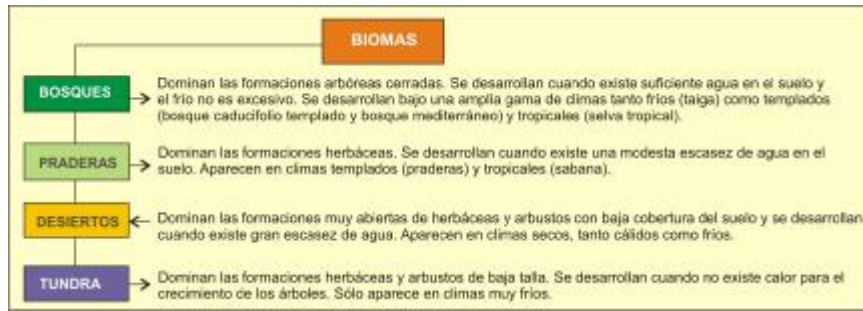 BIOMAS
BOSQUES
Dominan las formaciones arbóreas cerradas. Se desarrollan cuando existe suficiente agua en el suelo y
el frío no es excesivo. Se desarrollan bajo una amplia gama de climas tanto fríos (taiga) como templados
(bosque caducifolio templado y bosque mediterráneo) y tropicales (selva tropical).
PRADERAS
Dominan las formaciones herbáceas. Se desarrollan cuando existe una modesta escasez de agua en el
suelo. Aparecen en climas templados (praderas) y tropicales (sabana).
DESIERTOS
Dominan las formaciones muy abiertas de herbáceas y arbustos con baja cobertura del suelo y se desarrollan
cuando existe gran escasez de agua. Aparecen en climas secos, tanto cálidos como fríos.
TUNDRA
Dominan las formaciones herbáceas y arbustos de baja talla. Se desarrollan cuando no existe calor para el
crecimiento de los árboles. Sólo aparece en climas muy fríos.